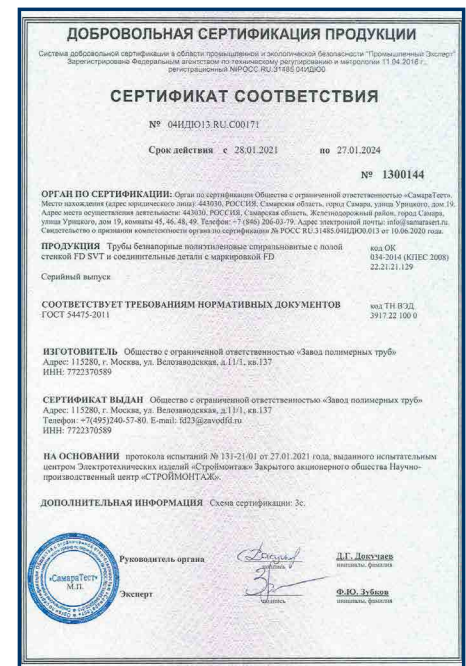 ДОБРОВОЛЬНАЯ СЕРТИФИКАЦИЯ ПРОДУКЦИИ
Система добровольной сертификации в области промышленной и экологической безопасности "Промышленный Эксперт"
Зарегистрирована Федеральным агентством по техническому регулированию и метрологии 11.04.2016 г.,
регистрационный №РОСС RU.31485.04ИДЮ0
СЕРТИФИКАТ СООТВЕТСТВИЯ
№ 04ИДЮ13.RU.С00171
Срок действия с 28.01.2021 по 27.01.2024
№ 1300144
ОРГАН ПО СЕРТИФИКАЦИИ: Орган по сертификации Общества с ограниченной ответственностью «СамараТест».
Место нахождения (адрес юридического лица): 443030, РОССИЯ, Самарская область, город Самара, улица Урицкого, дом 19.
Адрес места осуществления деятельности: 443030, РОССИЯ, Самарская область, Железнодорожный район, город Самара,
улица Урицкого, дом 19, комнаты 45, 46, 48, 49. Телефон: +7 (846) 206-03-79. Адрес электронной почты: info@samarasert.ru.
Свидетельство о признании компетентности органа по сертификации № РОСС RU.31485.04ИДЮ0.013 от 10.06.2020 года.
ПРОДУКЦИЯ Трубы безнапорные полиэтиленовые спиральновитые с полой
стенкой FD SVT и соединительные детали с маркировкой FD
Серийный выпуск
код ОК
034-2014 (КПЕС 2008)
22.21.21.129
СООТВЕТСТВУЕТ ТРЕБОВАНИЯМ НОРМАТИВНЫХ ДОКУМЕНТОВ
ГОСТ 54475-2011
код ТН ВЭД
3917 22 100 0
ИЗГОТОВИТЕЛЬ Общество с ограниченной ответственностью «Завод полимерных труб»
Адрес: 115280, г. Москва, ул. Велозаводсккая, д.11/1, кв.137
ИНН: 7722370589
СЕРТИФИКАТ ВЫДАН Общество с ограниченной ответственностью «Завод полимерных труб»
Адрес: 115280, г. Москва, ул. Велозаводсккая, д.11/1, кв.137
Телефон: +7(495)240-57-80. E-mail: fd23@zavodfd.ru
ИНН: 7722370589
НА ОСНОВАНИИ протокола испытаний № 131-21/01 от 27.01.2021 года, выданного испытательным
центром Электротехнических изделий «Строймонтаж» Закрытого акционерного общества Научно-
производственный центр «СТРОЙМОНТАЖ».
ДОПОЛНИТЕЛЬНАЯ ИНФОРМАЦИЯ Схема сертификации: 3с.
«СамараТест»
М.П.
Руководитель органа
подпись
Д.Г. Докучаев
инициалы, фамилия
Эксперт
подпись
Ф.Ю. Зубков
инициалы, фамилия